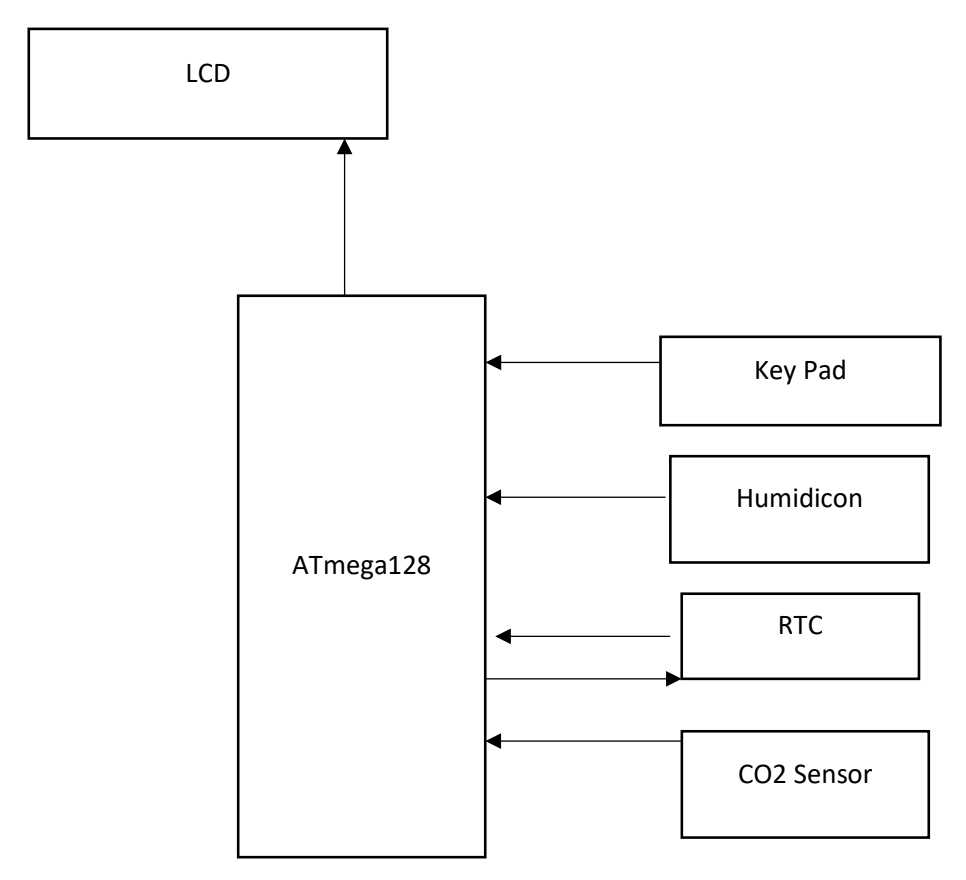 LCD
Key Pad
Humidicon
ATmega128
RTC
CO2 Sensor